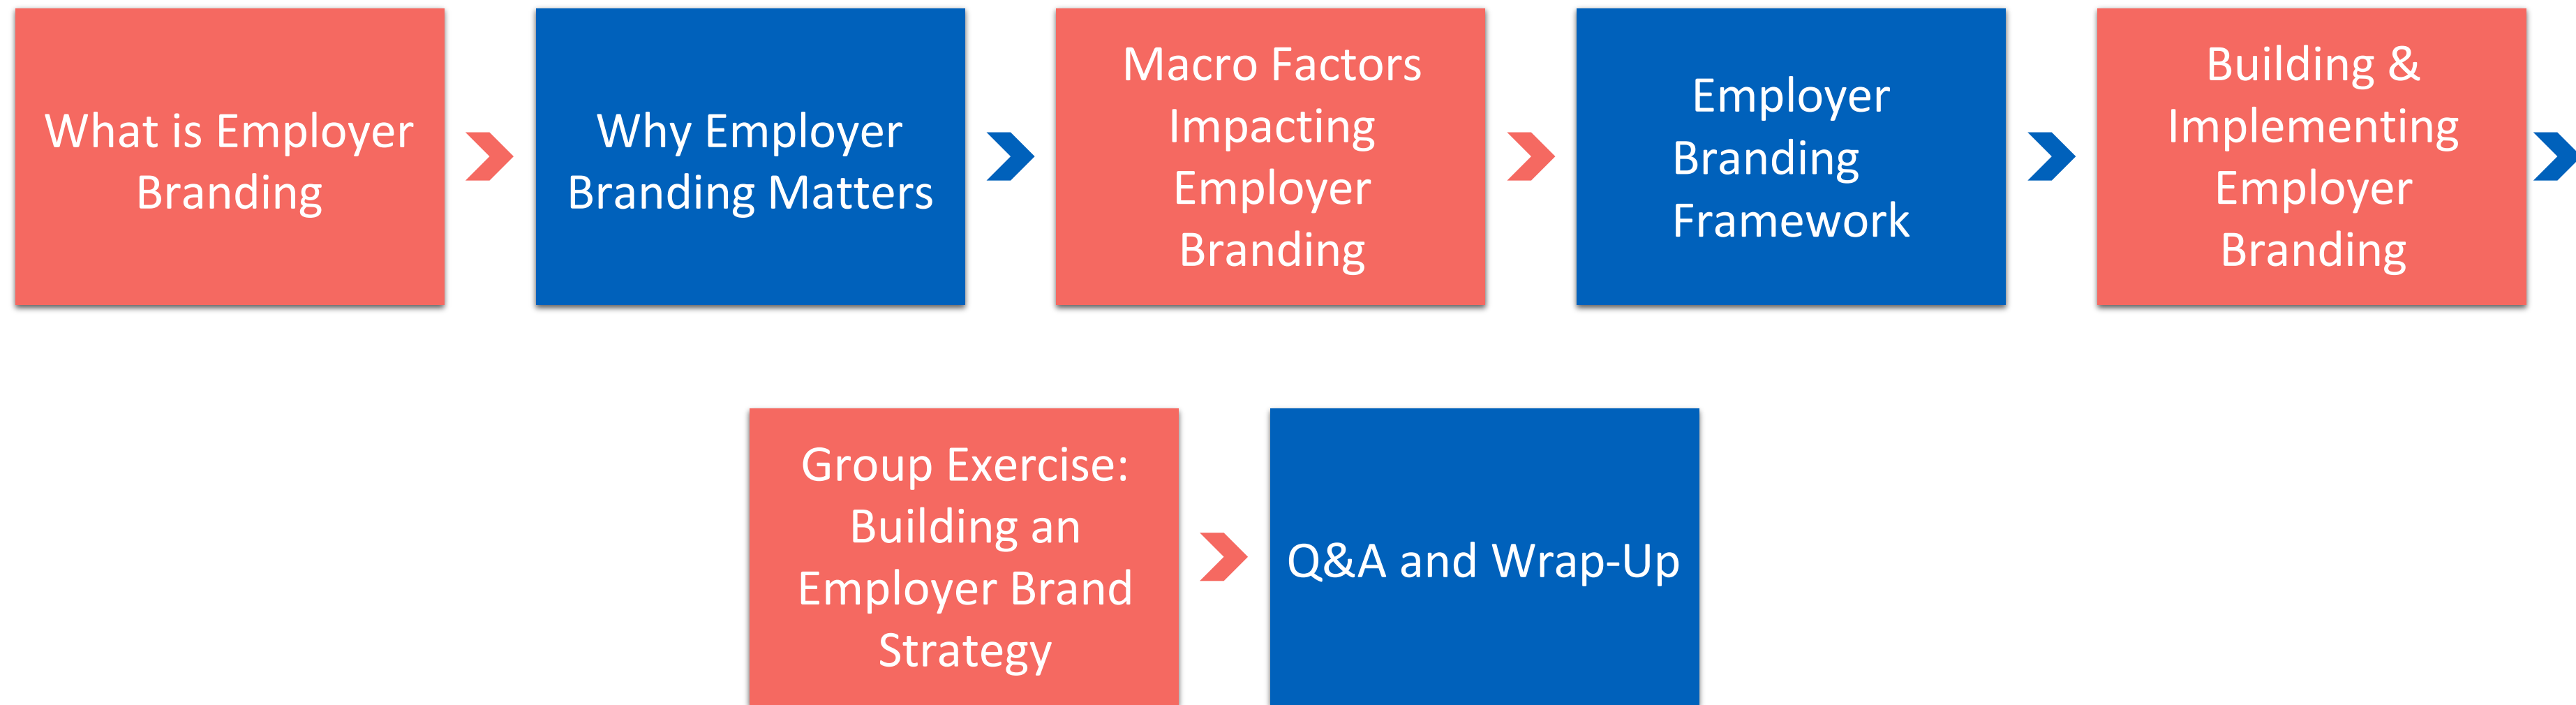 What is Employer
Branding
Why Employer
Branding Matters
Macro Factors
Impacting
Employer
Branding
Employer
Branding
Framework
Building &
Implementing
Employer
Branding
Group Exercise:
Building an
Employer Brand
Strategy
Q&A and Wrap-Up